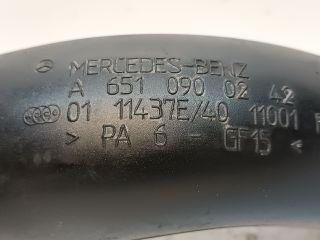 MERCEDES-BENZ
A 651 090 02 42
01 11437E/40 11001
> PA 6 - GF15 <